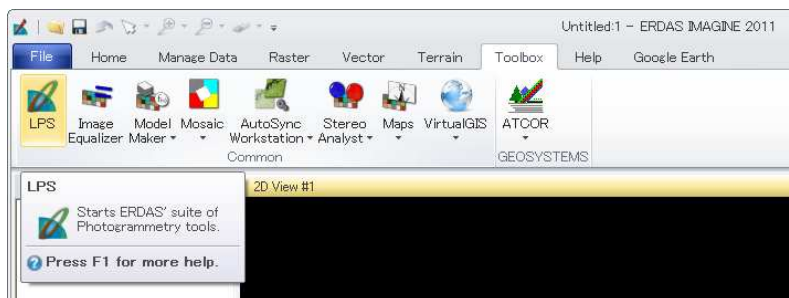 Untitled:1 - ERDAS IMAGINE 2011
File Home Manage Data Raster Vector Terrain Toolbox Help Google Earth
LPS Image Equalizer Model Maker Mosaic AutoSync Workstation Stereo Analyst Maps VirtualGIS ATCOR
Common GEOSYSTEMS
LPS
2D View #1
Starts ERDAS' suite of
Photogrammetry tools.
Press F1 for more help.